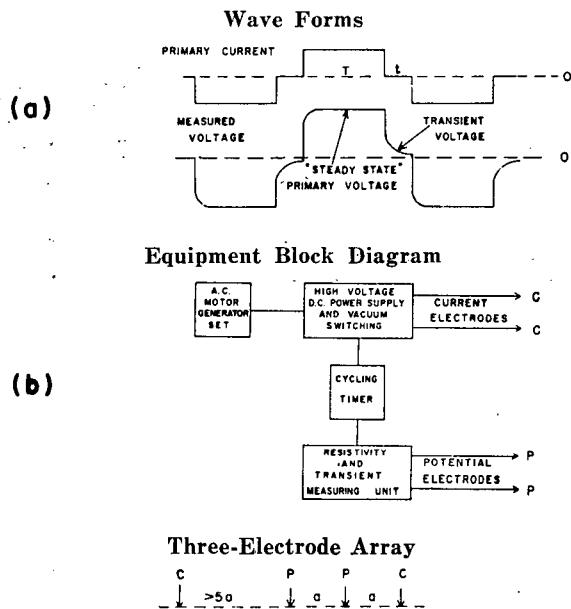 Wave Forms
PRIMARY CURRENT
T
t
O
(a)
MEASURED
VOLTAGE
TRANSIENT
VOLTAGE
O
"STEADY STATE"
PRIMARY VOLTAGE
Equipment Block Diagram
A.C.
MOTOR
GENERATOR
SET
HIGH VOLTAGE
D.C. POWER SUPPLY
AND VACUUM
SWITCHING
CURRENT
ELECTRODES
C
C
(b)
CYCLING
TIMER
RESISTIVITY
AND
TRANSIENT
MEASURING UNIT
POTENTIAL
ELECTRODES
P
P
Three-Electrode Array
C P P C
>5a a a